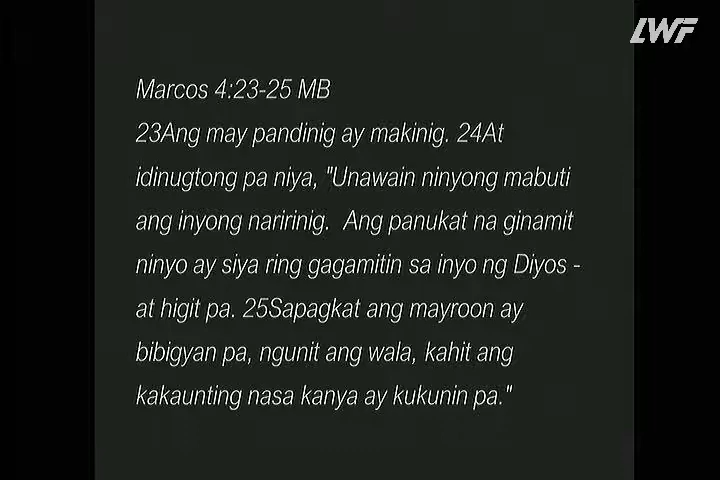 LWF
Marcos 4:23-25 MB
23Ang may pandinig ay makinig. 24At
idinugtong pa niya, "Unawain ninyong mabuti
ang inyong naririnig.  Ang panukat na ginamit
ninyo ay siya ring gagamitin sa inyo ng Diyos -
at higit pa. 25Sapagkat ang mayroon ay
bibigyan pa, ngunit ang wala, kahit ang
kakaunting nasa kanya ay kukunin pa."